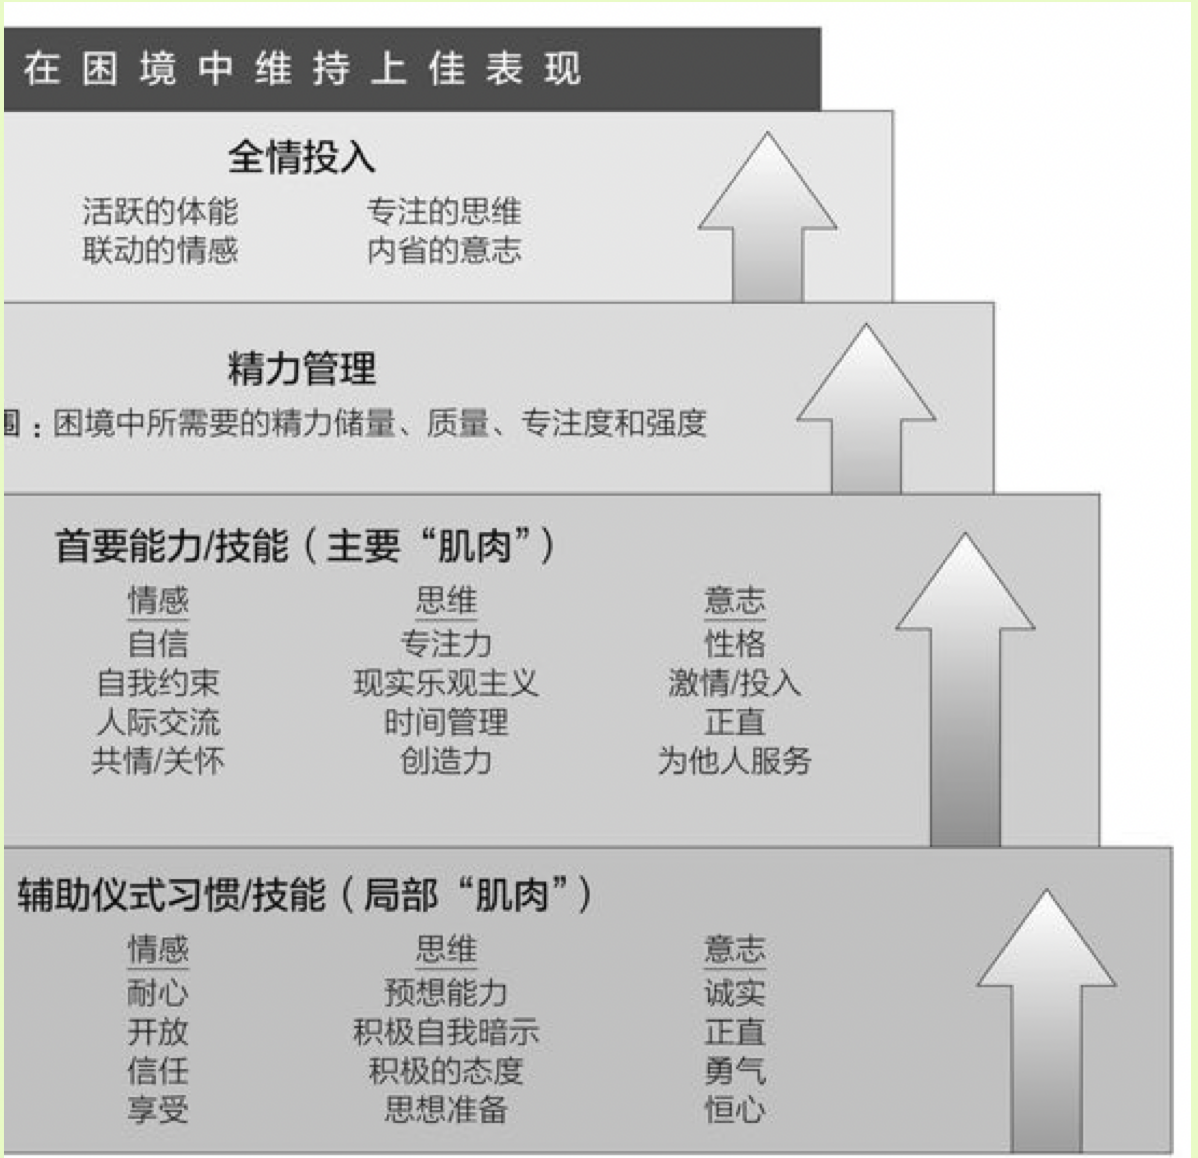 在困境中维持上佳表现
全情投入
活跃的体能 专注的思维
联动的情感 内省的意志
精力管理
：困境中所需要的精力储量、质量、专注度和强度
首要能力/技能（主要“肌肉”）
情感 思维 意志
自信 专注力 性格
自我约束 现实乐观主义 激情/投入
人际交流 时间管理 正直
共情/关怀 创造力 为他人服务
辅助仪式习惯/技能（局部“肌肉”）
情感 思维 意志
耐心 预想能力 诚实
开放 积极自我暗示 正直
信任 积极的态度 勇气
享受 思想准备 恒心